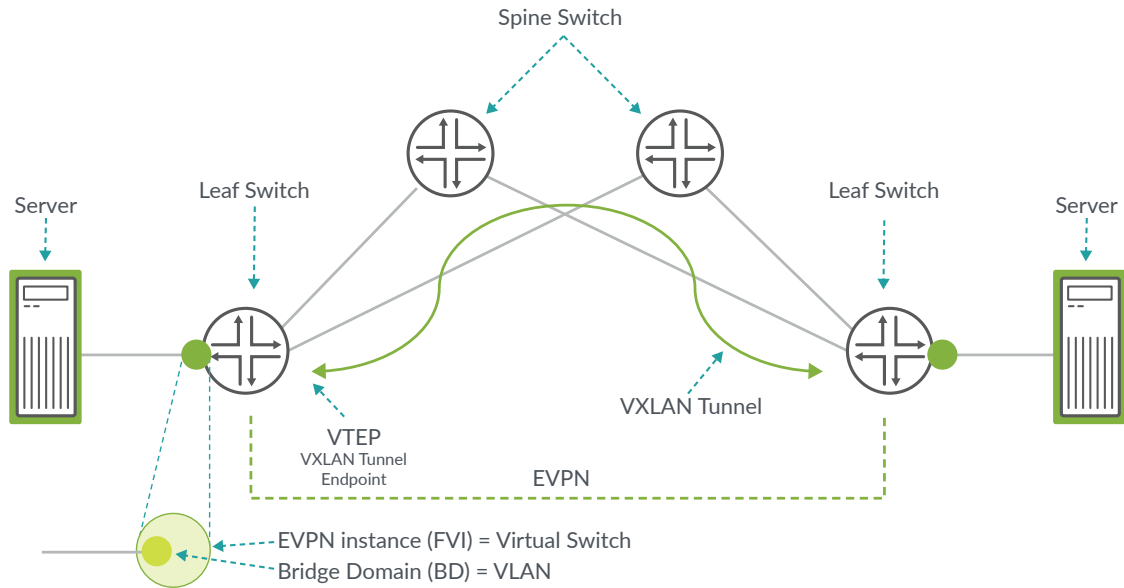 Spine Switch
Leaf Switch
Leaf Switch
Server
Server
VXLAN Tunnel
VTEP
VXLAN Tunnel
Endpoint
EVPN
EVPN instance (FVI) = Virtual Switch
Bridge Domain (BD) = VLAN